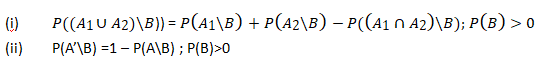 (i) P((A1 ∪ A2)\B)) = P(A1\B) + P(A2\B) − P((A1 ∩ A2)\B); P(B) > 0
(ii) P(A′\B) =1 – P(A\B) ; P(B)>0